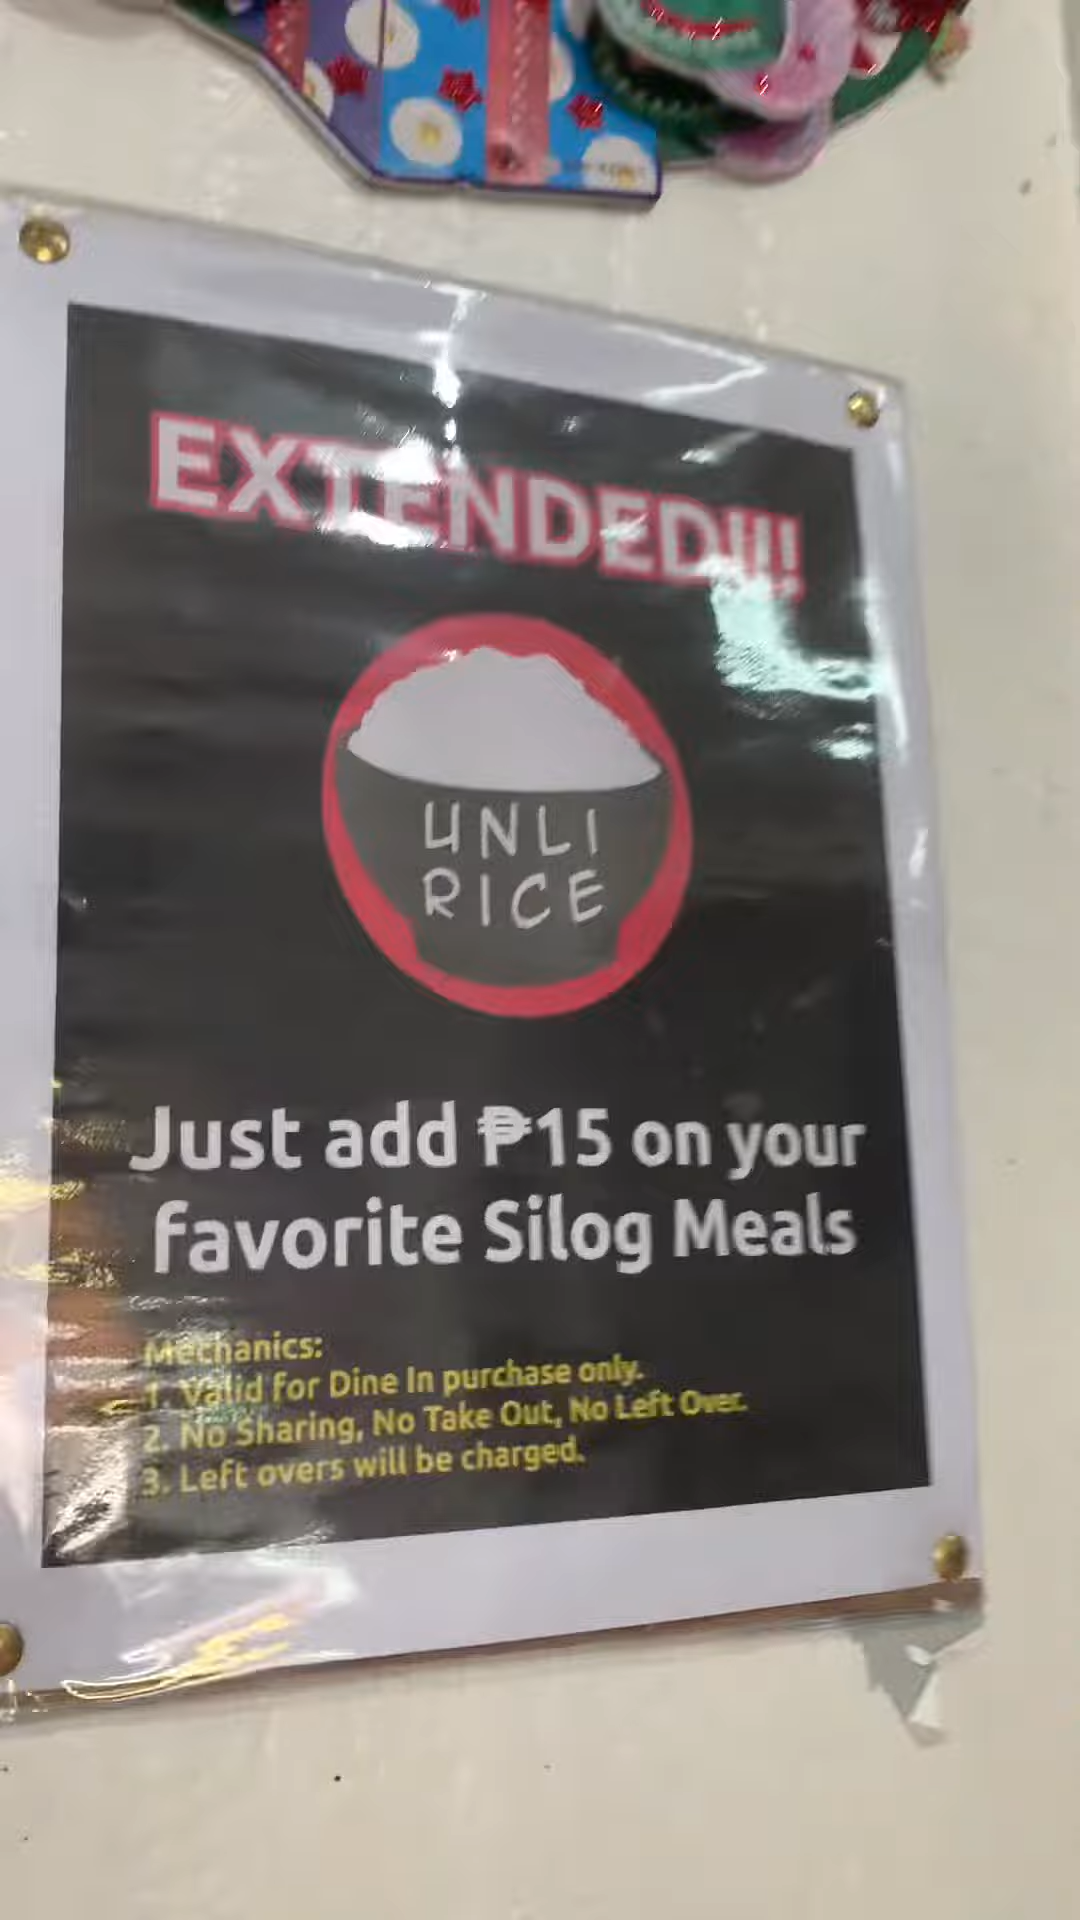 EXTENDED!!!
UNLI
RICE
Just add ₱15 on your
favorite Silog Meals
Mechanics:
1. Valid for Dine In purchase only.
2. No Sharing, No Take Out, No Left Over.
3. Left overs will be charged.